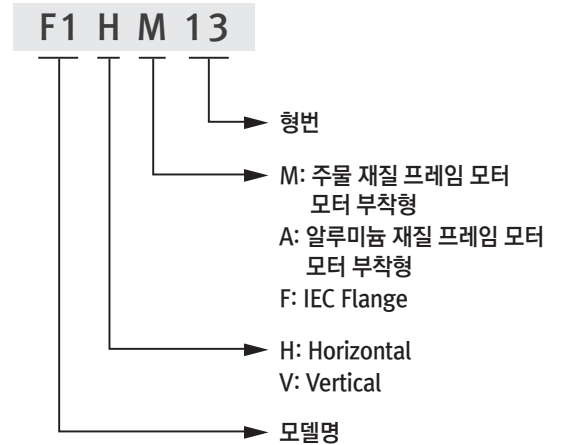 F1 H M 13
형번
M: 주물 재질 프레임 모터
모터 부착형
A: 알루미늄 재질 프레임 모터
모터 부착형
F: IEC Flange
H: Horizontal
V: Vertical
모델명